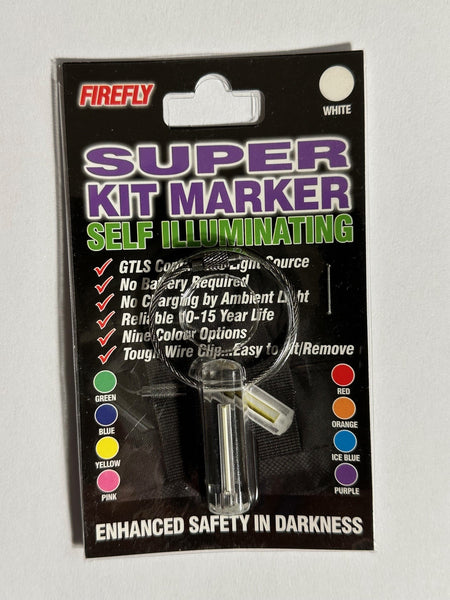 FIREFLY
WHITE
SUPER
KIT MARKER
SELF ILLUMINATING
GTLS Light Source
No Battery Required
No Charging by Ambient Light
Reliable 10-15 Year Life
Nine Colour Options
Tough Wire Clip...Easy to Fit/Remove
GREEN
BLUE
YELLOW
PINK
RED
ORANGE
ICE BLUE
PURPLE
ENHANCED SAFETY IN DARKNESS